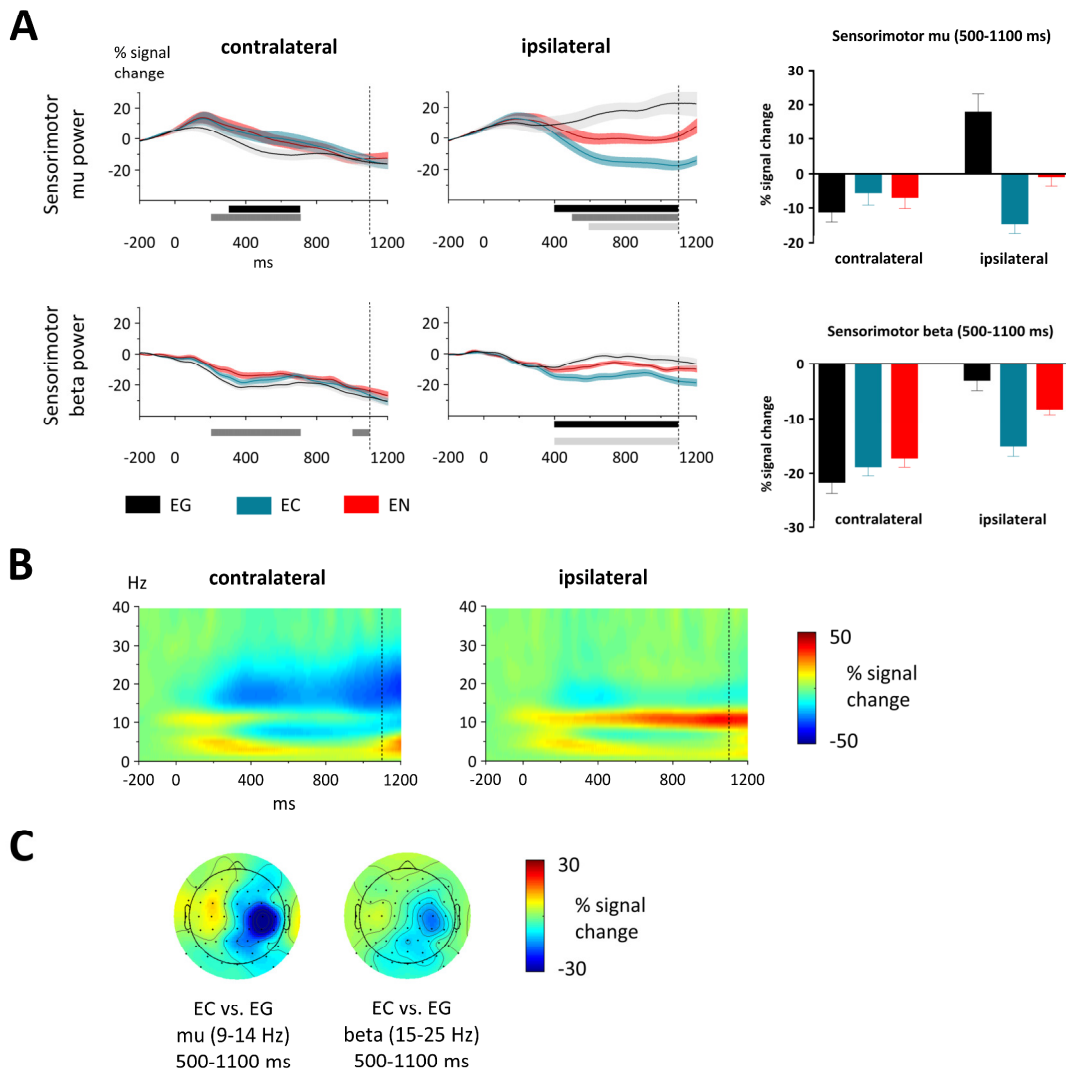 A
contralateral
ipsilateral
% signal
change
Sensorimotor
mu power
20
0
-20
-200 0 400 800 1200
ms
-200 0 400 800 1200
20
0
-20
Sensorimotor mu (500-1100 ms)
% signal change
30
20
10
0
-10
-20
contralateral ipsilateral
Sensorimotor
beta power
20
0
-20
-200 0 400 800 1200
20
0
-20
-200 0 400 800 1200
Sensorimotor beta (500-1100 ms)
% signal change
0
-10
-20
-30
contralateral ipsilateral
EG EC EN
B
Hz
contralateral
ipsilateral
40
30
20
10
0
-200 0 400 800 1200
ms
40
30
20
10
0
-200 0 400 800 1200
50
% signal
change
-50
C
30
% signal
change
-30
EC vs. EG
mu (9-14 Hz)
500-1100 ms
EC vs. EG
beta (15-25 Hz)
500-1100 ms